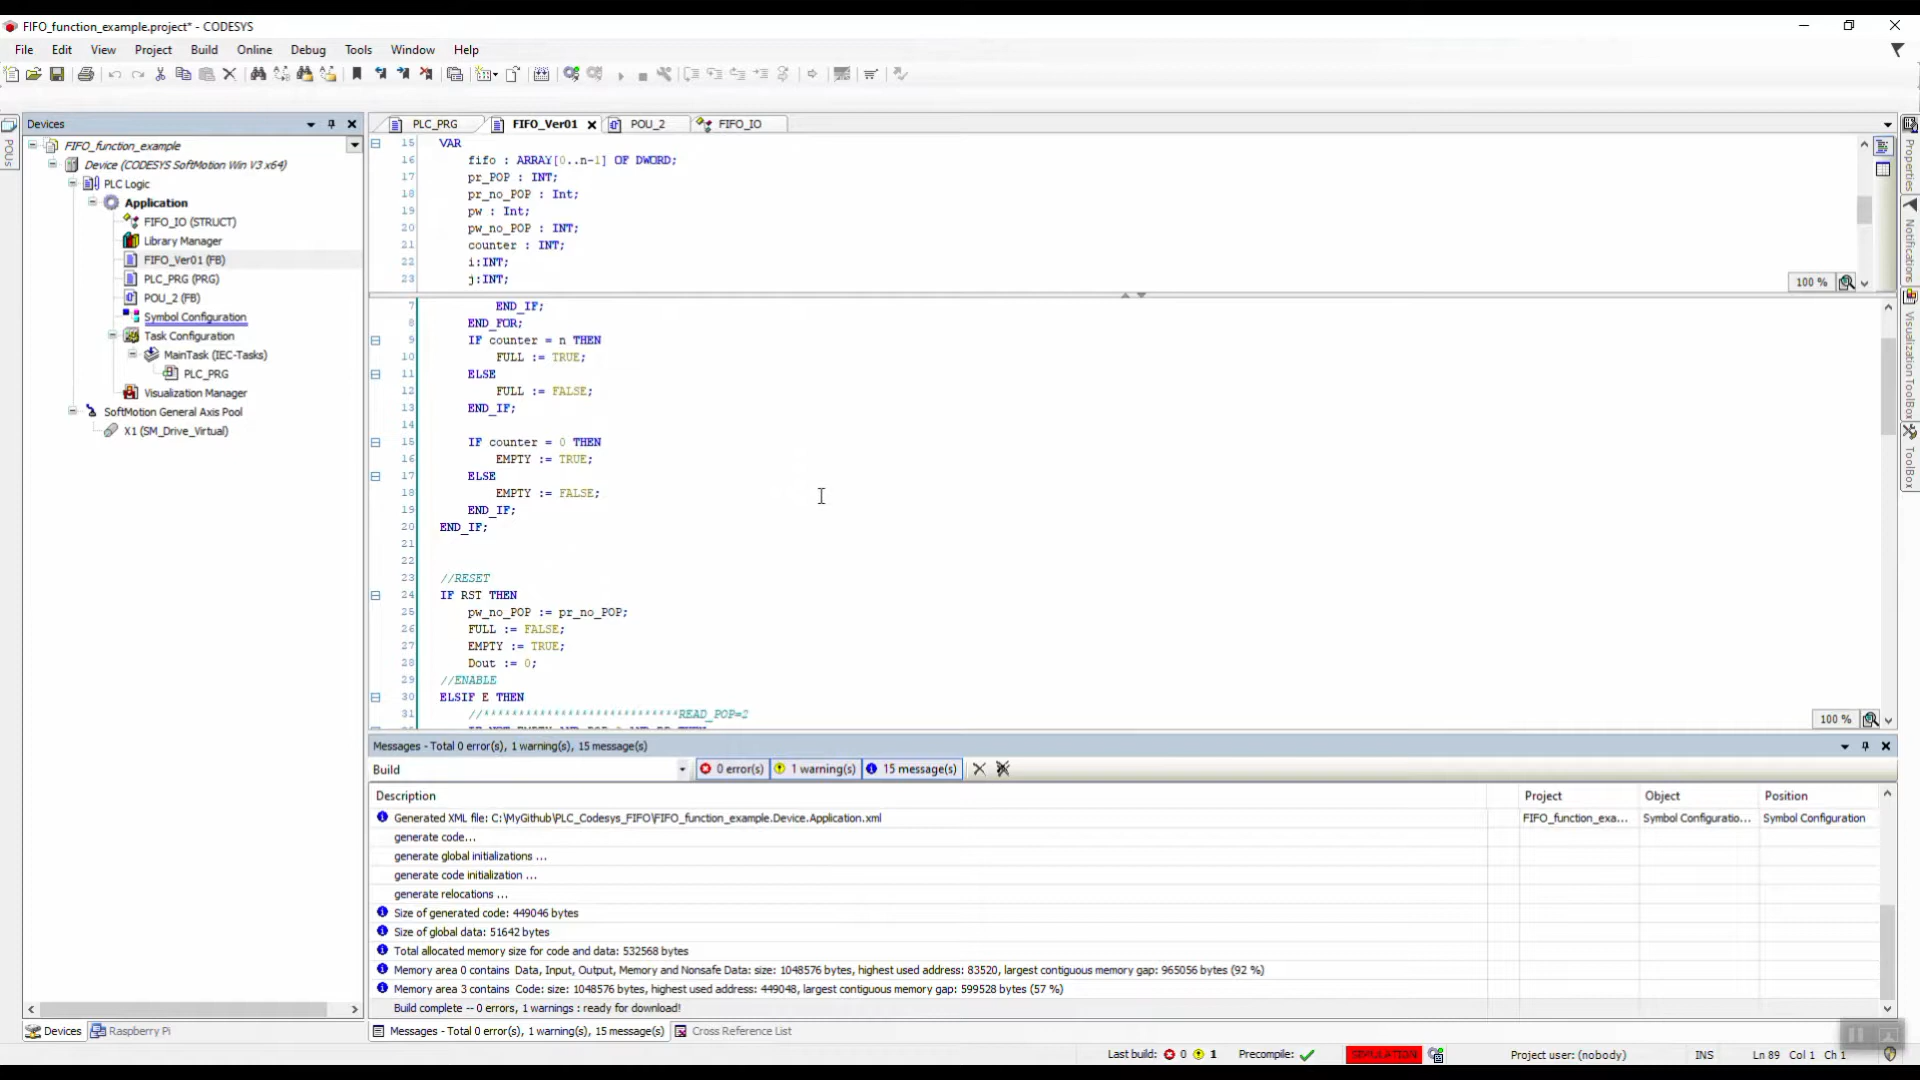 FIFO_function_example.project* - CODESYS
File Edit View Project Build Online Debug Tools Window Help
Devices
POUs
FIFO_function_example
Device (CODESYS SoftMotion Win V3 x64)
PLC Logic
Application
FIFO_IO (STRUCT)
Library Manager
FIFO_Ver01 (FB)
PLC_PRG (PRG)
POU_2 (FB)
Symbol Configuration
Task Configuration
MainTask (IEC-Tasks)
PLC_PRG
Visualization Manager
SoftMotion General Axis Pool
X1 (SM_Drive_Virtual)
Devices Raspberry Pi
PLC_PRG FIFO_Ver01 POU_2 FIFO_IO
15 VAR
16 fifo : ARRAY[0..n-1] OF DWORD;
17 pr_POP : INT;
18 pr_no_POP : Int;
19 pw : Int;
20 pw_no_POP : INT;
21 counter : INT;
22 i:INT;
23 j:INT;
100 %
7 END_IF;
8 END_FOR;
9 IF counter = n THEN
10 FULL := TRUE;
11 ELSE
12 FULL := FALSE;
13 END_IF;
14
15 IF counter = 0 THEN
16 EMPTY := TRUE;
17 ELSE
18 EMPTY := FALSE;
19 END_IF;
20 END_IF;
21
22
23 //RESET
24 IF RST THEN
25 pw_no_POP := pr_no_POP;
26 FULL := FALSE;
27 EMPTY := TRUE;
28 Dout := 0;
29 //ENABLE
30 ELSIF E THEN
31 //****************************READ_POP=2
100 %
Properties
Notifications
Visualization ToolBox
ToolBox
Messages - Total 0 error(s), 1 warning(s), 15 message(s)
Build 0 error(s) 1 warning(s) 15 message(s)
Description Project Object Position
Generated XML file: C:\MyGithub\PLC_Codesys_FIFO\FIFO_function_example.Device.Application.xml FIFO_function_exa... Symbol Configuratio... Symbol Configuration
generate code...
generate global initializations ...
generate code initialization ...
generate relocations ...
Size of generated code: 449046 bytes
Size of global data: 51642 bytes
Total allocated memory size for code and data: 532568 bytes
Memory area 0 contains Data, Input, Output, Memory and Nonsafe Data: size: 1048576 bytes, highest used address: 83520, largest contiguous memory gap: 965056 bytes (92 %)
Memory area 3 contains Code: size: 1048576 bytes, highest used address: 449048, largest contiguous memory gap: 599528 bytes (57 %)
Build complete -- 0 errors, 1 warnings : ready for download!
Messages - Total 0 error(s), 1 warning(s), 15 message(s) Cross Reference List
Last build: 0 1 Precompile: SIMULATION Project user: (nobody) INS Ln 89 Col 1 Ch 1